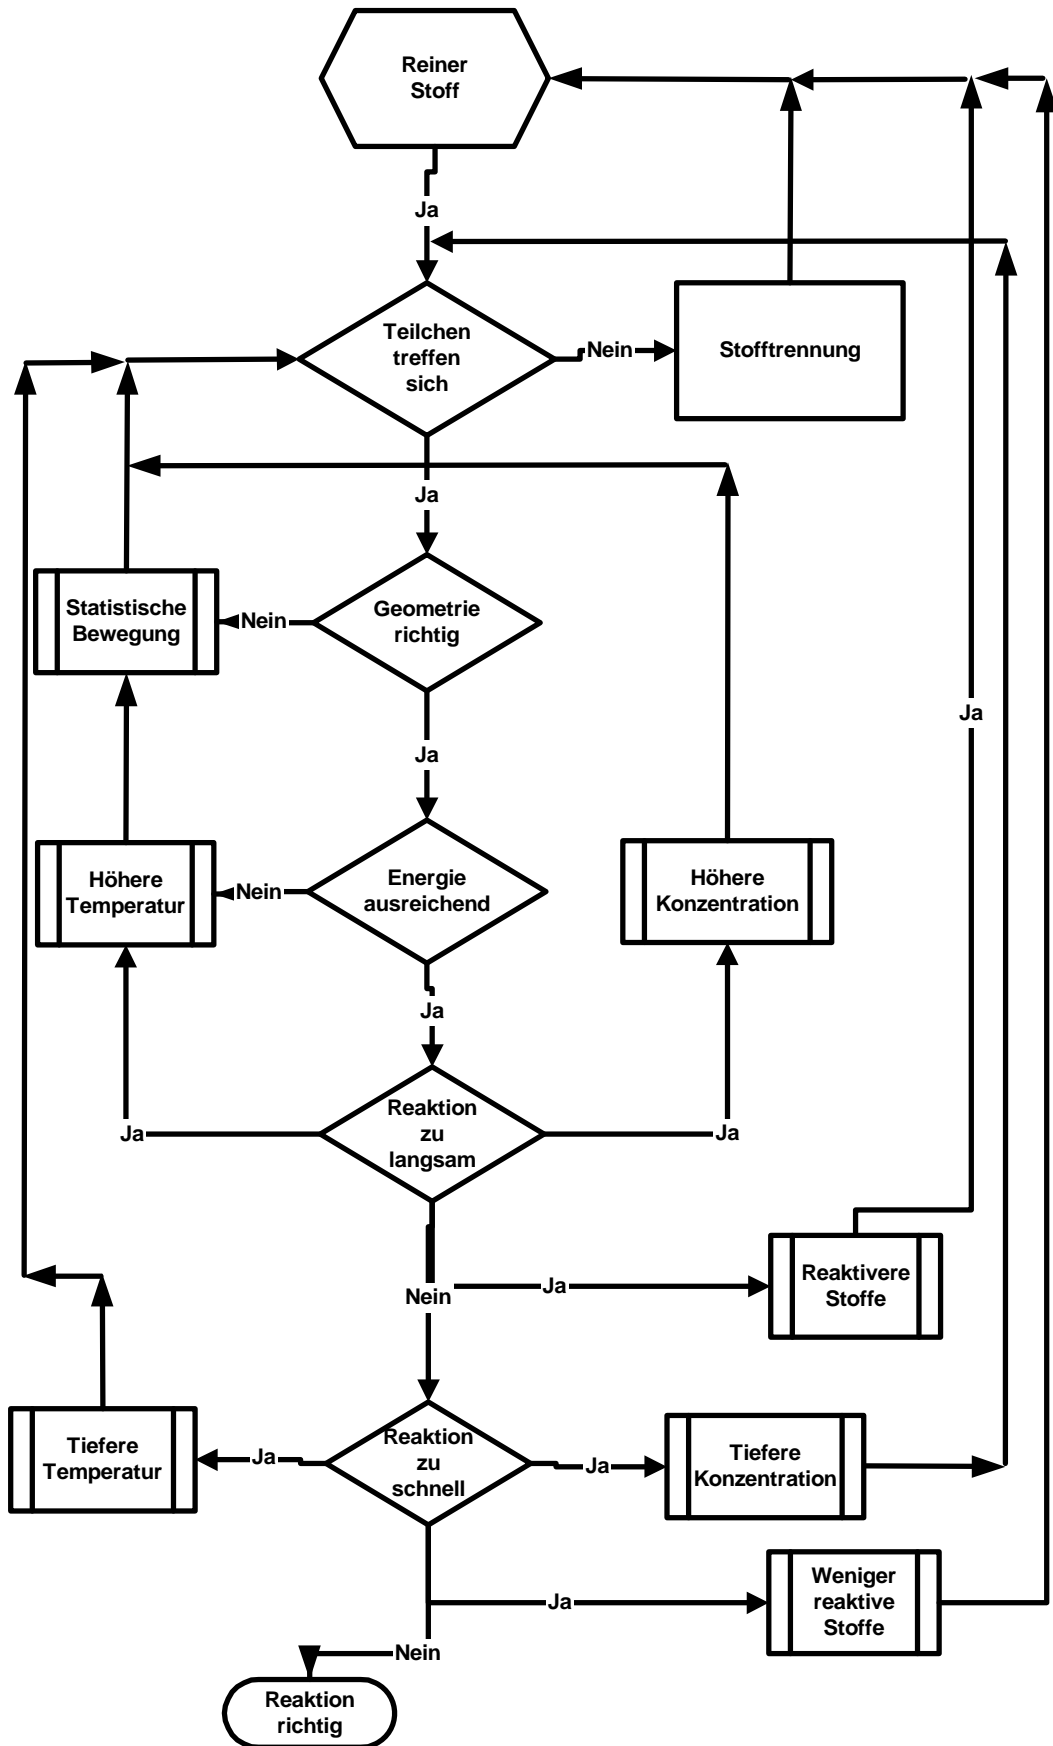 Reiner
Stoff
Ja
Teilchen
treffen
sich
Nein
Stofftrennung
Ja
Statistische
Bewegung
Nein
Geometrie
richtig
Ja
Ja
Höhere
Temperatur
Nein
Energie
ausreichend
Höhere
Konzentration
Ja
Ja
Reaktion
zu
langsam
Ja
Nein
Ja
Reaktivere
Stoffe
Tiefere
Temperatur
Ja
Reaktion
zu
schnell
Ja
Tiefere
Konzentration
Ja
Weniger
reaktive
Stoffe
Nein
Reaktion
richtig